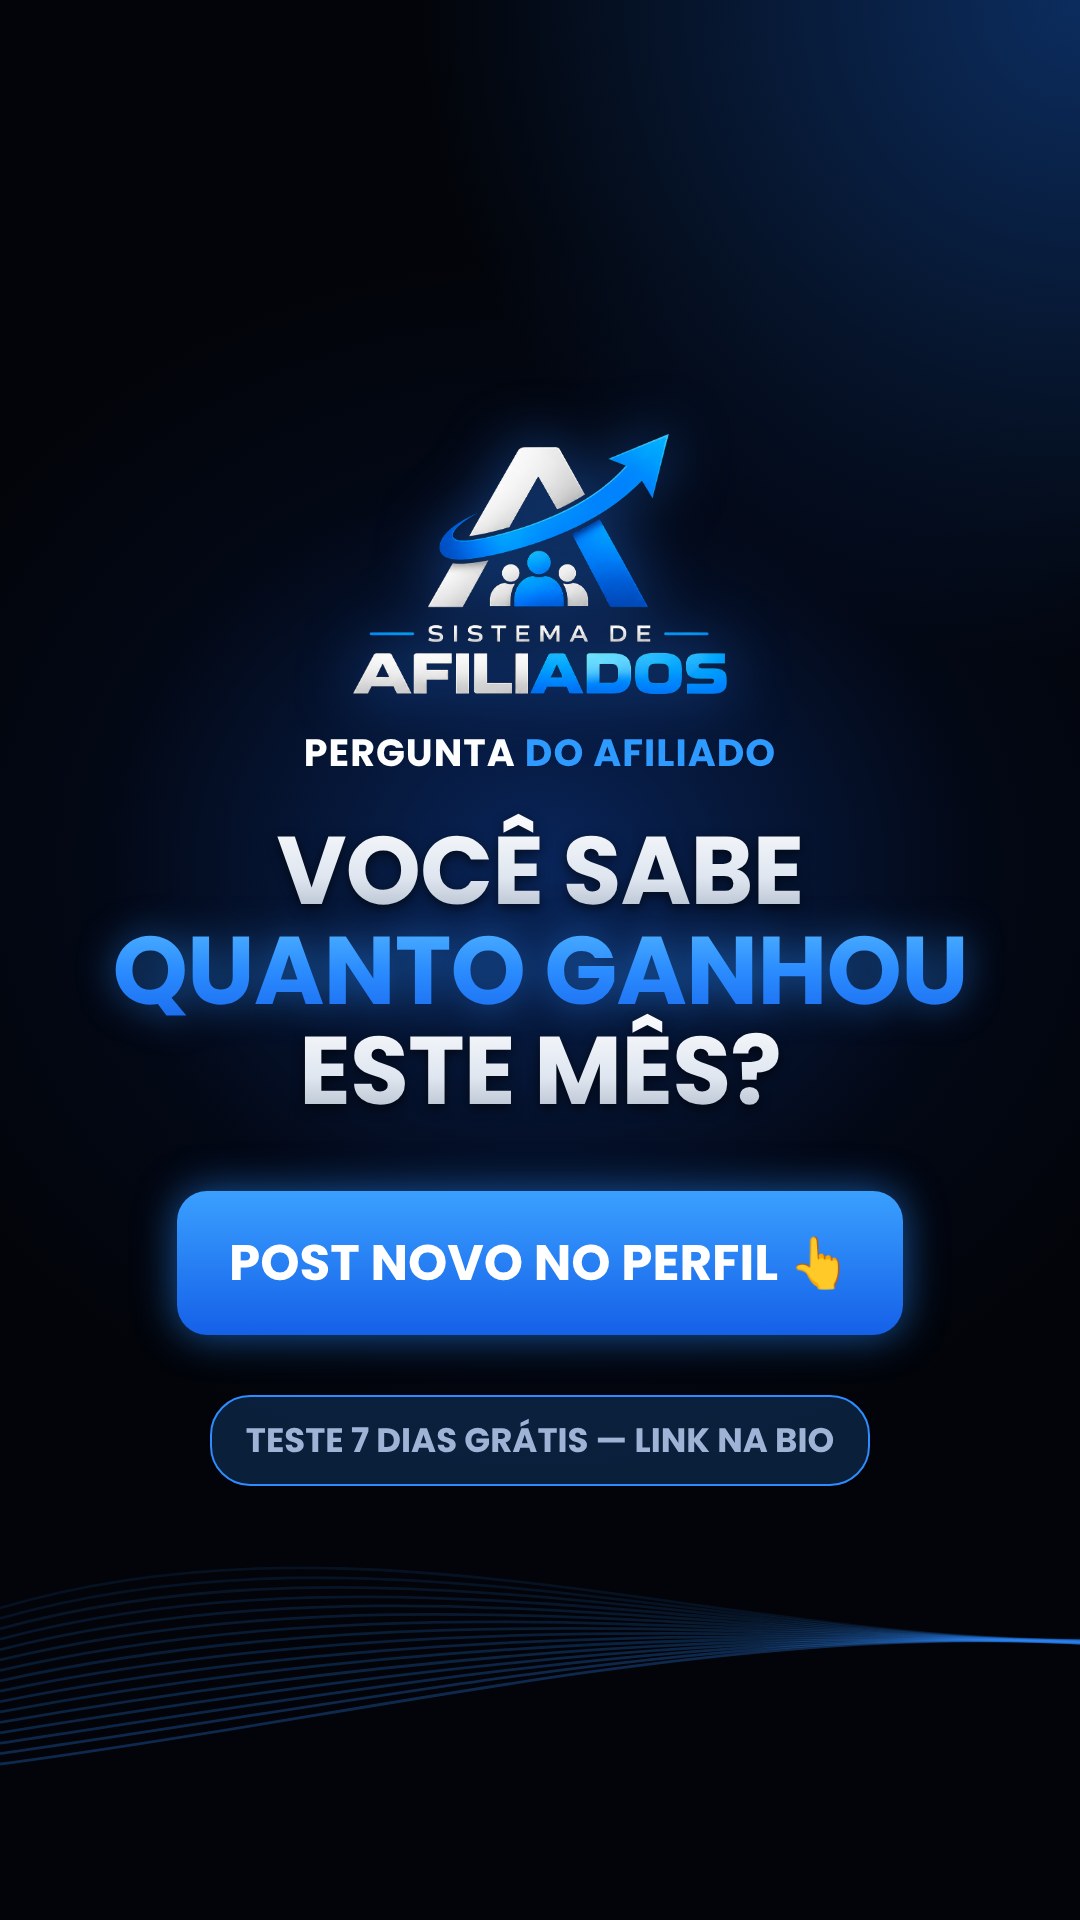 SISTEMA DE
AFILIADOS
PERGUNTA DO AFILIADO
VOCÊ SABE
QUANTO GANHOU
ESTE MÊS?
POST NOVO NO PERFIL 👆
TESTE 7 DIAS GRÁTIS — LINK NA BIO